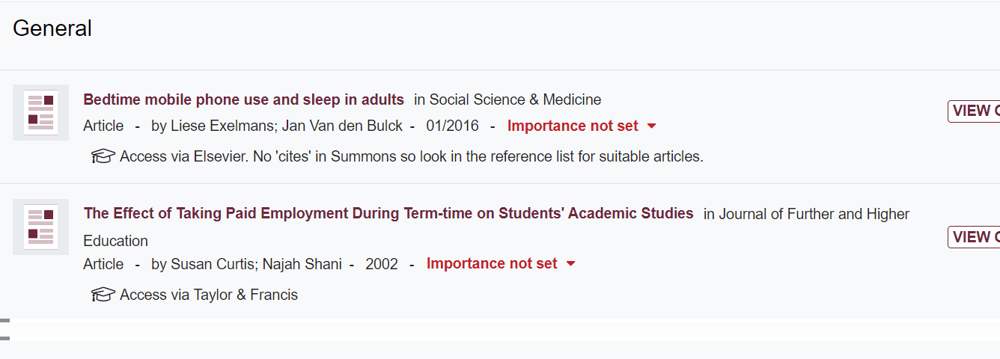 General
Bedtime mobile phone use and sleep in adults in Social Science & Medicine
Article - by Liese Exelmans; Jan Van den Bulck - 01/2016 - Importance not set
VIEW
Access via Elsevier. No 'cites' in Summons so look in the reference list for suitable articles.
The Effect of Taking Paid Employment During Term-time on Students' Academic Studies in Journal of Further and Higher
Education
VIEW
Article - by Susan Curtis; Najah Shani - 2002 - Importance not set
Access via Taylor & Francis